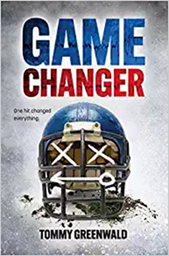 GAME
CHANGER
One hit changed
everything.
TOMMY GREENWALD